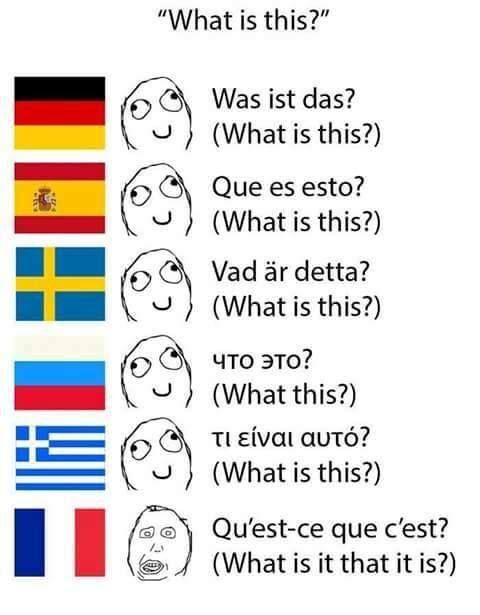 “What is this?”
Was ist das?
(What is this?)
Que es esto?
(What is this?)
Vad är detta?
(What is this?)
что это?
(What this?)
τι είναι αυτό?
(What is this?)
Qu'est-ce que c'est?
(What is it that it is?)